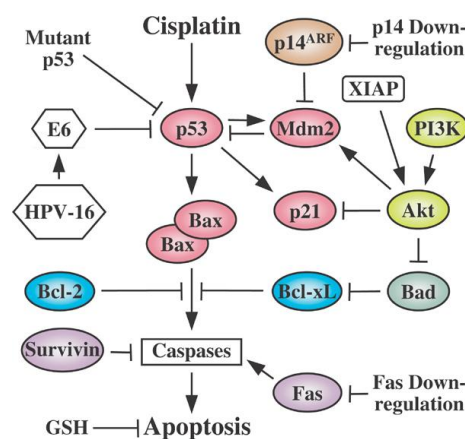 Cisplatin
Mutant
p53
p14ARF
p14 Down-
regulation
XIAP
E6
p53
Mdm2
PI3K
HPV-16
Bax
Bax
p21
Akt
Bcl-2
Bcl-xL
Bad
Survivin
Caspases
Fas
Fas Down-
regulation
GSH
Apoptosis